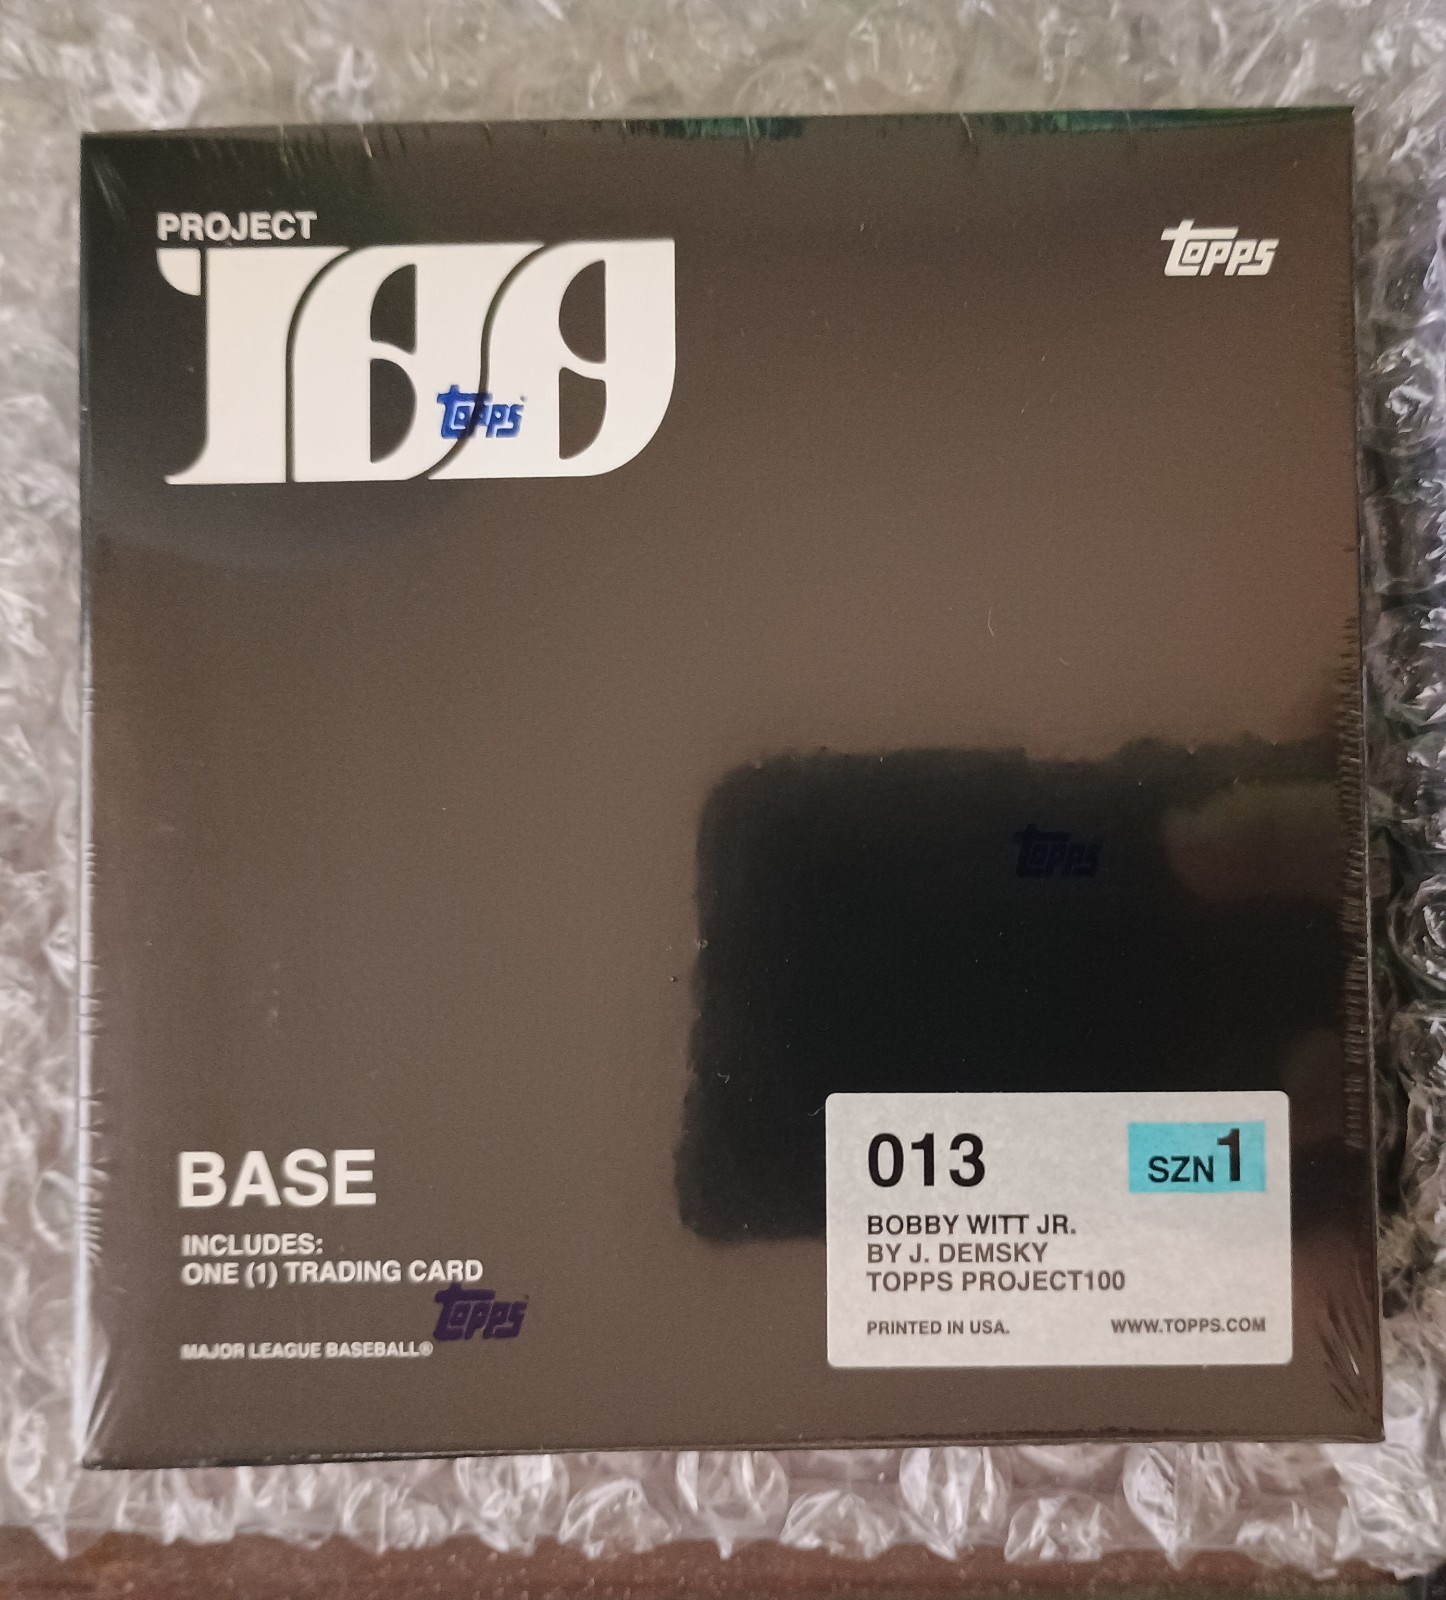 PROJECT
100
topps
topps
topps
BASE
INCLUDES:
ONE (1) TRADING CARD
topps
MAJOR LEAGUE BASEBALL®
013
SZN1
BOBBY WITT JR.
BY J. DEMSKY
TOPPS PROJECT100
PRINTED IN USA.
WWW.TOPPS.COM